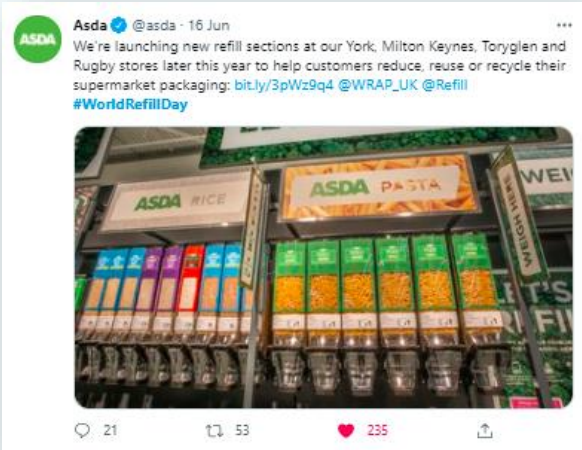 Asda @asda · 16 Jun
We're launching new refill sections at our York, Milton Keynes, Toryglen and
Rugby stores later this year to help customers reduce, reuse or recycle their
supermarket packaging: bit.ly/3pWz9q4 @WRAP_UK @Refill
#WorldRefillDay
ASDA
ASDA RICE
ASDA PASTA
WEIGH HERE
WEI
21
53
235